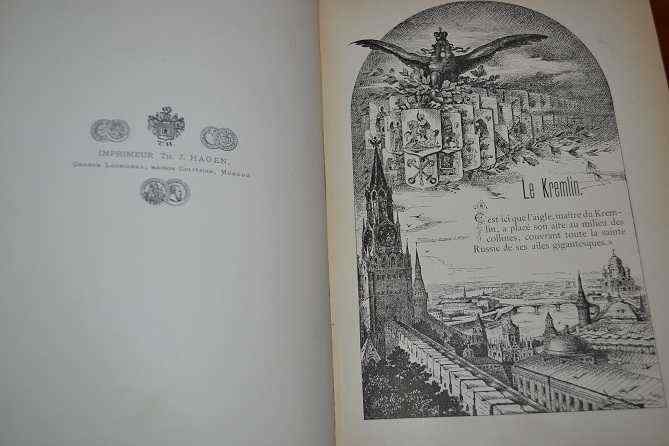 IMPRIMEUR TH. J. HAGEN,
MOSCOU
Le Kremlin.
C'est ici que l'aigle, maître du Krem-
lin, a placé son aire au milieu des
collines, couvrant toute la sainte
Russie de ses ailes gigantesques.»